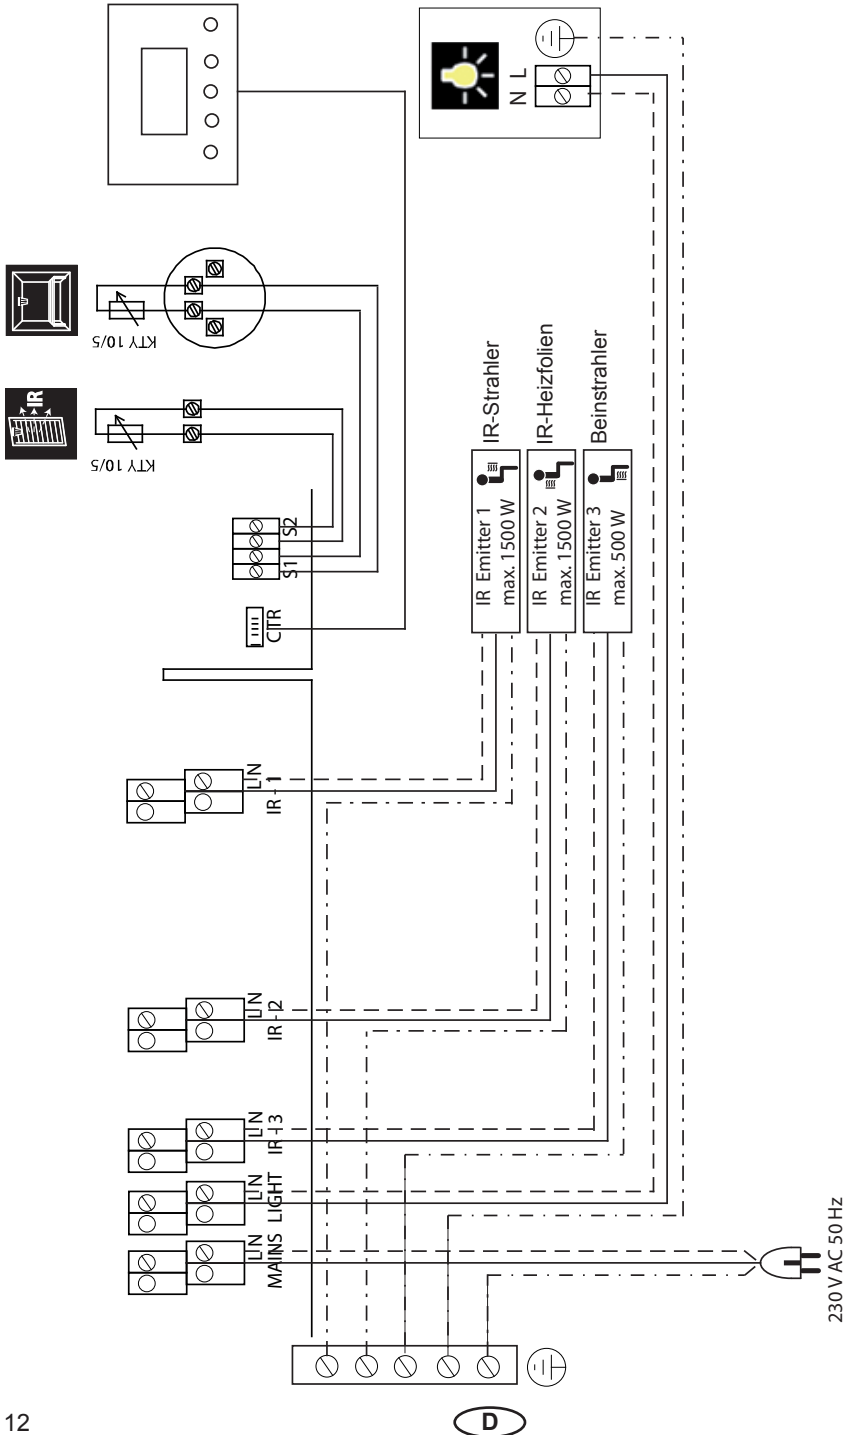 N L
KTY 10/5
IR
KTY 10/5
S1 S2
CTR
IR-Strahler
IR Emitter 1
max. 1500 W
IR-Heizfolien
IR Emitter 2
max. 1500 W
Beinstrahler
IR Emitter 3
max. 500 W
L N
IR - 1
L N
IR - 2
L N
IR - 3
L N
LIGHT
L N
MAINS
230 V AC 50 Hz
12
D